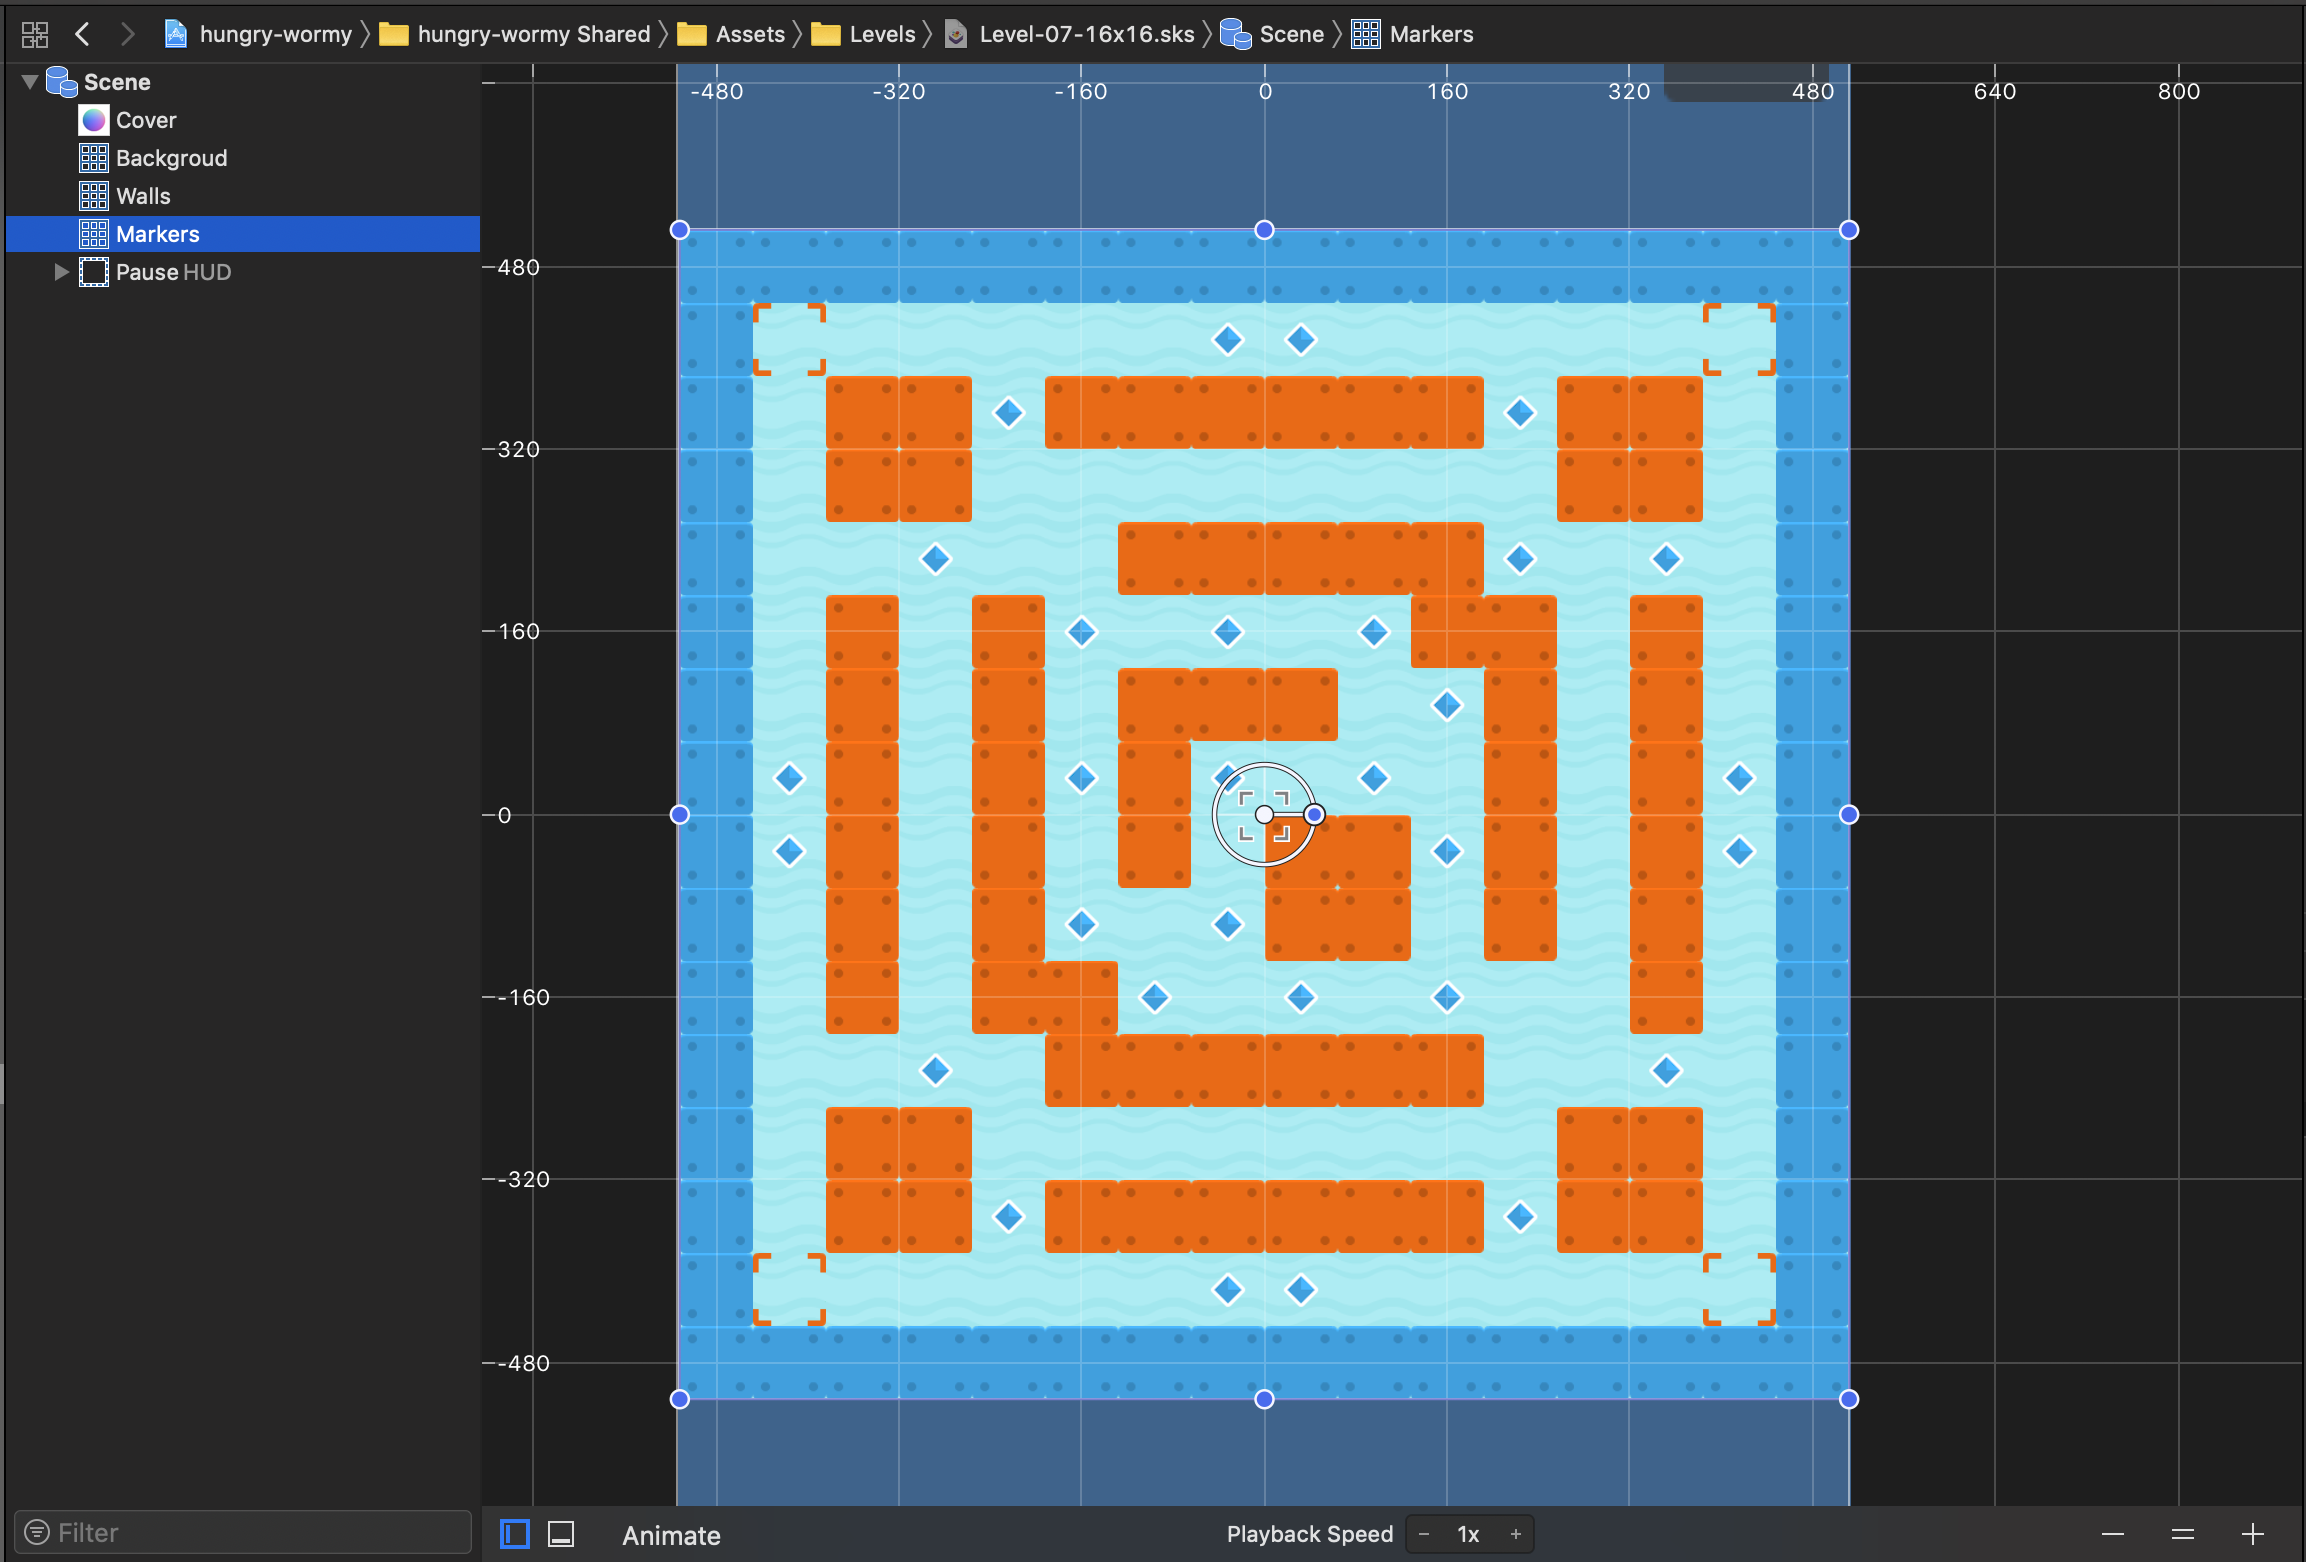 hungry-wormy hungry-wormy Shared Assets Levels Level-07-16x16.sks Scene Markers
Scene
Cover
Backgroud
Walls
Markers
Pause HUD
-480 -320 -160 0 160 320 480 640 800
480
320
160
0
-160
-320
-480
Filter
Animate
Playback Speed − 1x +